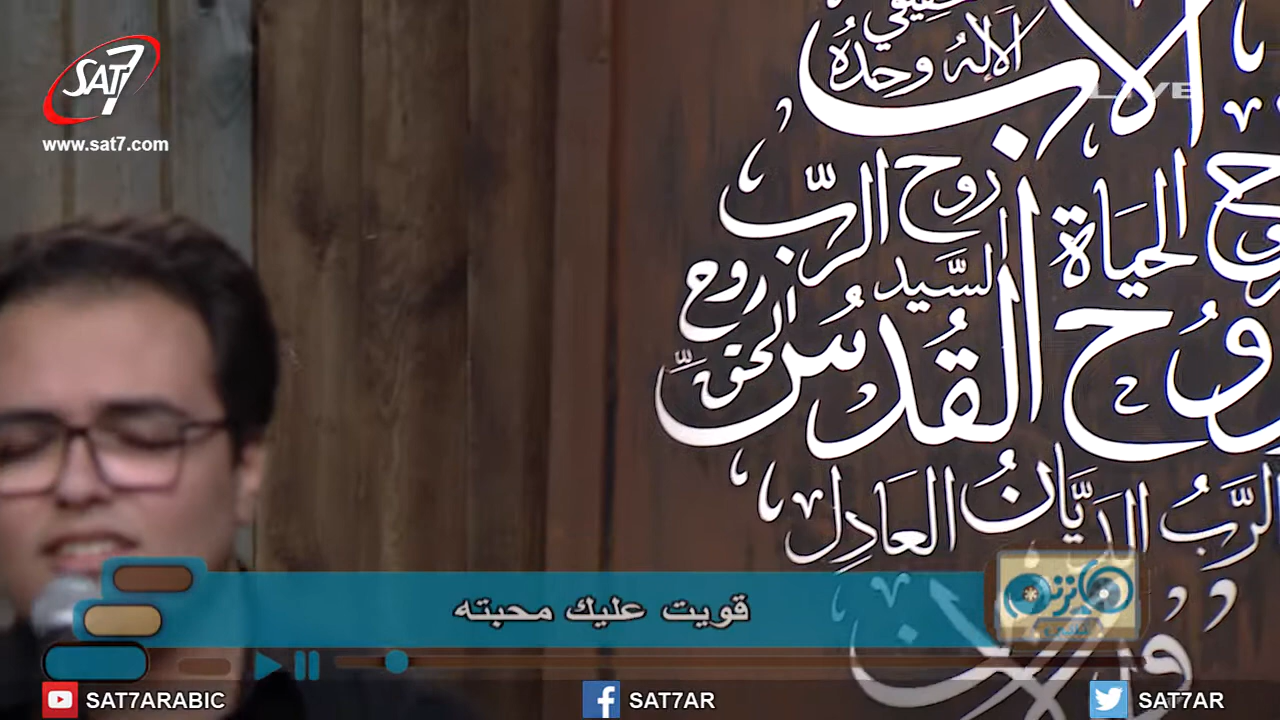 SAT7
www.sat7.com
LIVE
الإله وحده
الآب
روح
الرب
الحياة
السيد
روح
الحق
روح القدس
الرب الديان العادل
قويت عليك محبته
SAT7ARABIC
SAT7AR
SAT7AR